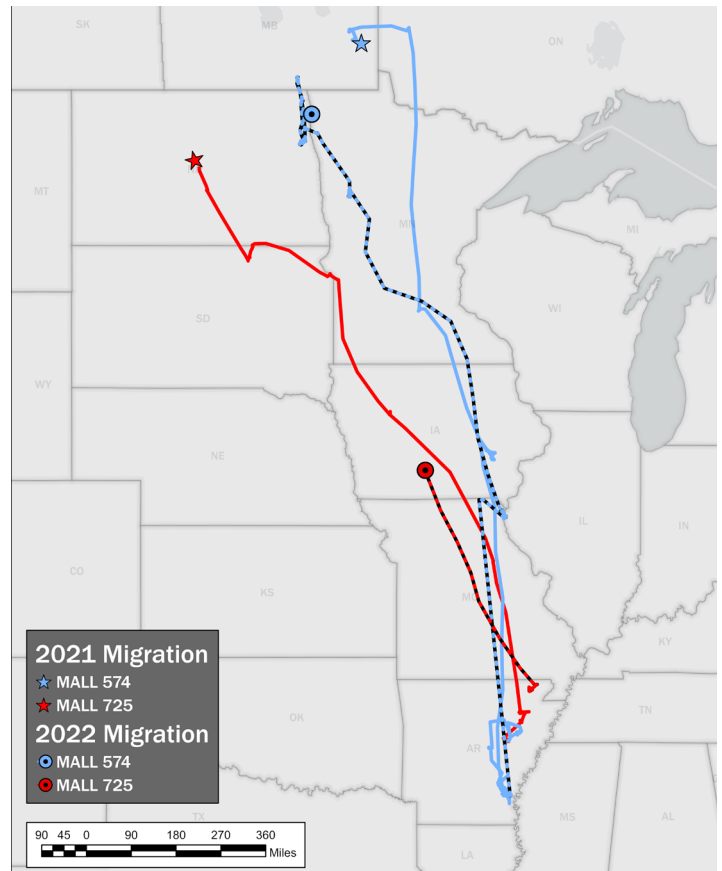 SK
MB
ON
MT
MN
MI
SD
WI
WY
IA
NE
IL
IN
CO
KS
MO
KY
OK
TN
AR
TX
MS
AL
LA
2021 Migration
MALL 574
MALL 725
2022 Migration
MALL 574
MALL 725
90 45 0 90 180 270 360
Miles